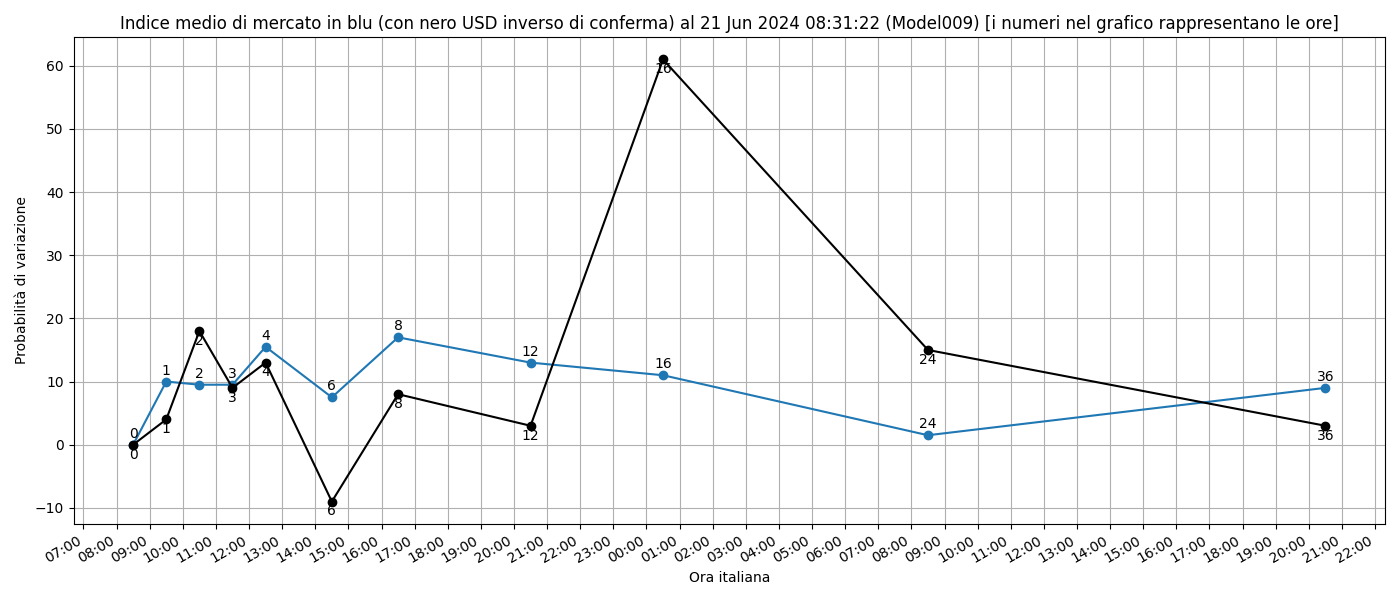 Indice medio di mercato in blu (con nero USD inverso di conferma) al 21 Jun 2024 08:31:22 (Model009) [i numeri nel grafico rappresentano le ore]
60
50
40
30
20
10
0
−10
Probabilità di variazione
0 1 2 3 4 6 8 12 16 24 36
0 1 2 3 4 6 8 12 16 24 36
07:00 08:00 09:00 10:00 11:00 12:00 13:00 14:00 15:00 16:00 17:00 18:00 19:00 20:00 21:00 22:00 23:00 00:00 01:00 02:00 03:00 04:00 05:00 06:00 07:00 08:00 09:00 10:00 11:00 12:00 13:00 14:00 15:00 16:00 17:00 18:00 19:00 20:00 21:00 22:00
Ora italiana